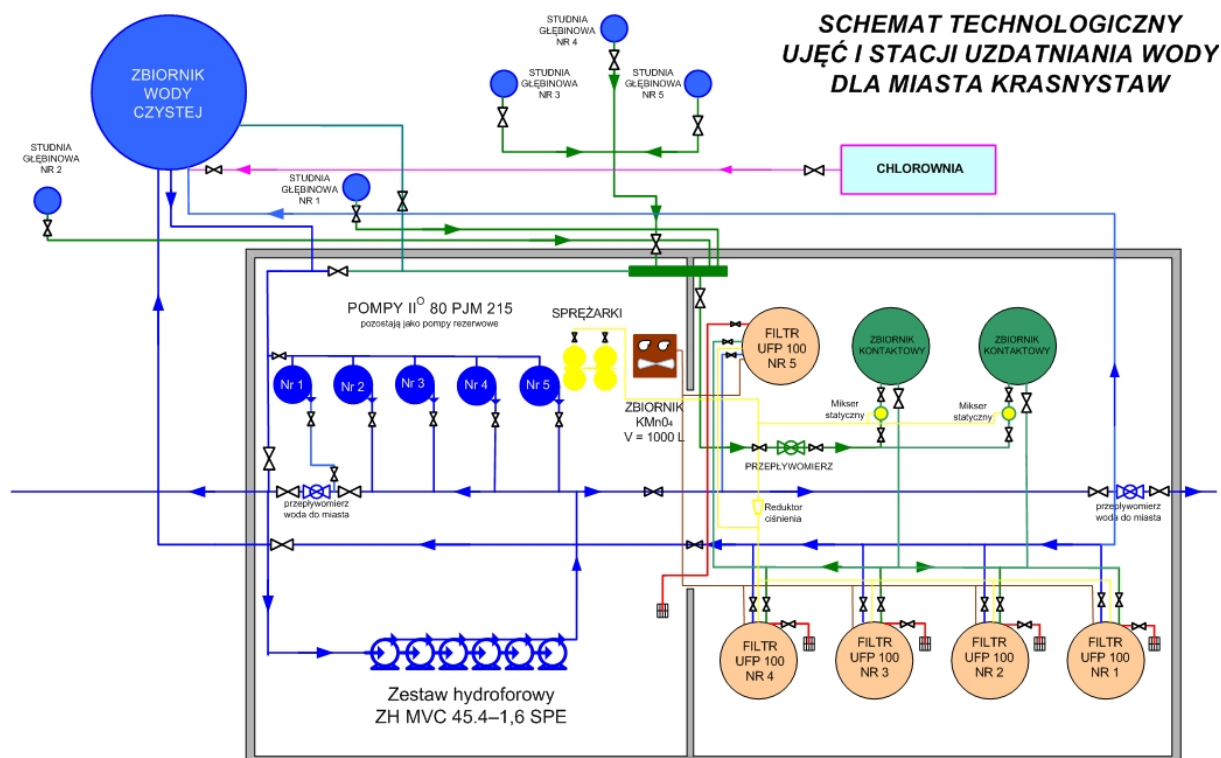 SCHEMAT TECHNOLOGICZNY
UJĘĆ I STACJI UZDATNIANIA WODY
DLA MIASTA KRASNYSTAW
ZBIORNIK
WODY
CZYSTEJ
STUDNIA
GŁĘBINOWA
NR 4
STUDNIA
GŁĘBINOWA
NR 3
STUDNIA
GŁĘBINOWA
NR 5
STUDNIA
GŁĘBINOWA
NR 2
STUDNIA
GŁĘBINOWA
NR 1
CHLOROWNIA
POMPY II° 80 PJM 215
pozostają jako pompy rezerwowe
SPRĘŻARKI
Nr 1
Nr 2
Nr 3
Nr 4
Nr 5
ZBIORNIK
KMn0₄
V = 1000 L
FILTR
UFP 100
NR 5
ZBIORNIK
KONTAKTOWY
ZBIORNIK
KONTAKTOWY
Mikser
statyczny
Mikser
statyczny
PRZEPŁYWOMIERZ
przepływomierz
woda do miasta
Reduktor
ciśnienia
przepływomierz
woda do miasta
FILTR
UFP 100
NR 4
FILTR
UFP 100
NR 3
FILTR
UFP 100
NR 2
FILTR
UFP 100
NR 1
Zestaw hydroforowy
ZH MVC 45.4–1,6 SPE